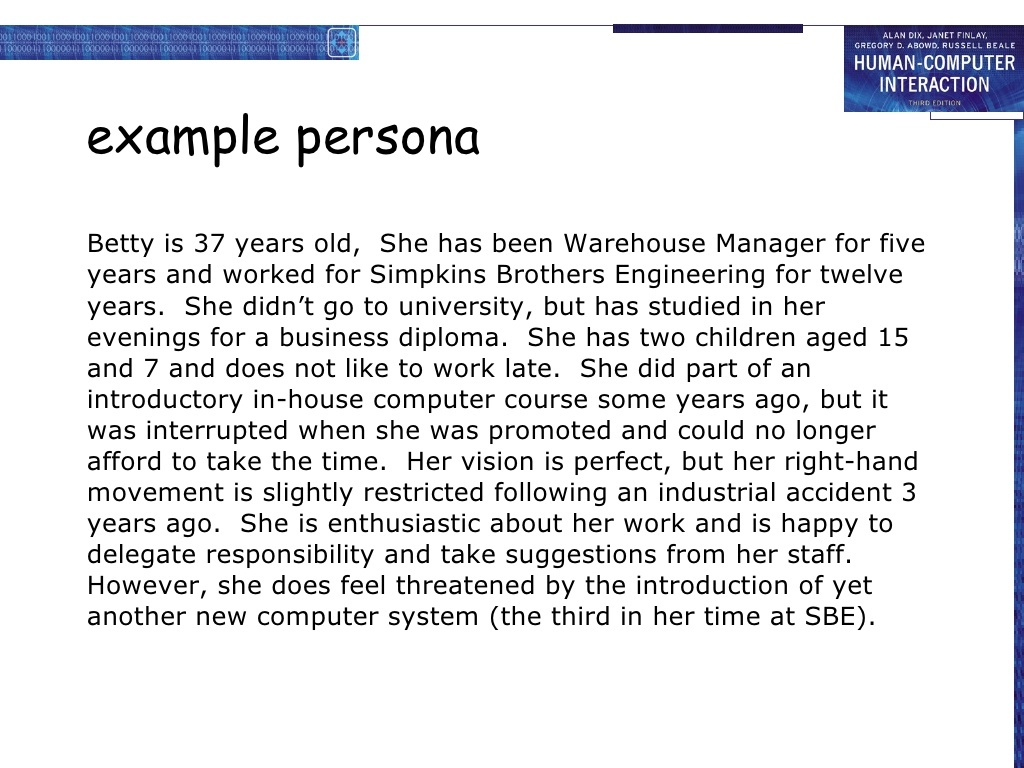 ALAN DIX, JANET FINLAY,
GREGORY D. ABOWD, RUSSELL BEALE
HUMAN-COMPUTER
INTERACTION
THIRD EDITION
example persona
Betty is 37 years old,  She has been Warehouse Manager for five
years and worked for Simpkins Brothers Engineering for twelve
years.  She didn’t go to university, but has studied in her
evenings for a business diploma.  She has two children aged 15
and 7 and does not like to work late.  She did part of an
introductory in-house computer course some years ago, but it
was interrupted when she was promoted and could no longer
afford to take the time.  Her vision is perfect, but her right-hand
movement is slightly restricted following an industrial accident 3
years ago.  She is enthusiastic about her work and is happy to
delegate responsibility and take suggestions from her staff.
However, she does feel threatened by the introduction of yet
another new computer system (the third in her time at SBE).